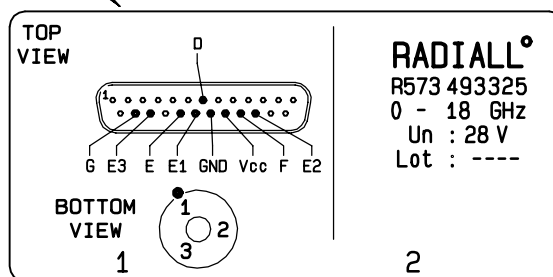 TOP
VIEW
D
1
G E3 E E1 GND Vcc F E2
BOTTOM
VIEW
1
2
3
1
RADIALL°
R573 493325
0 - 18 GHz
Un : 28 V
Lot : ----
2